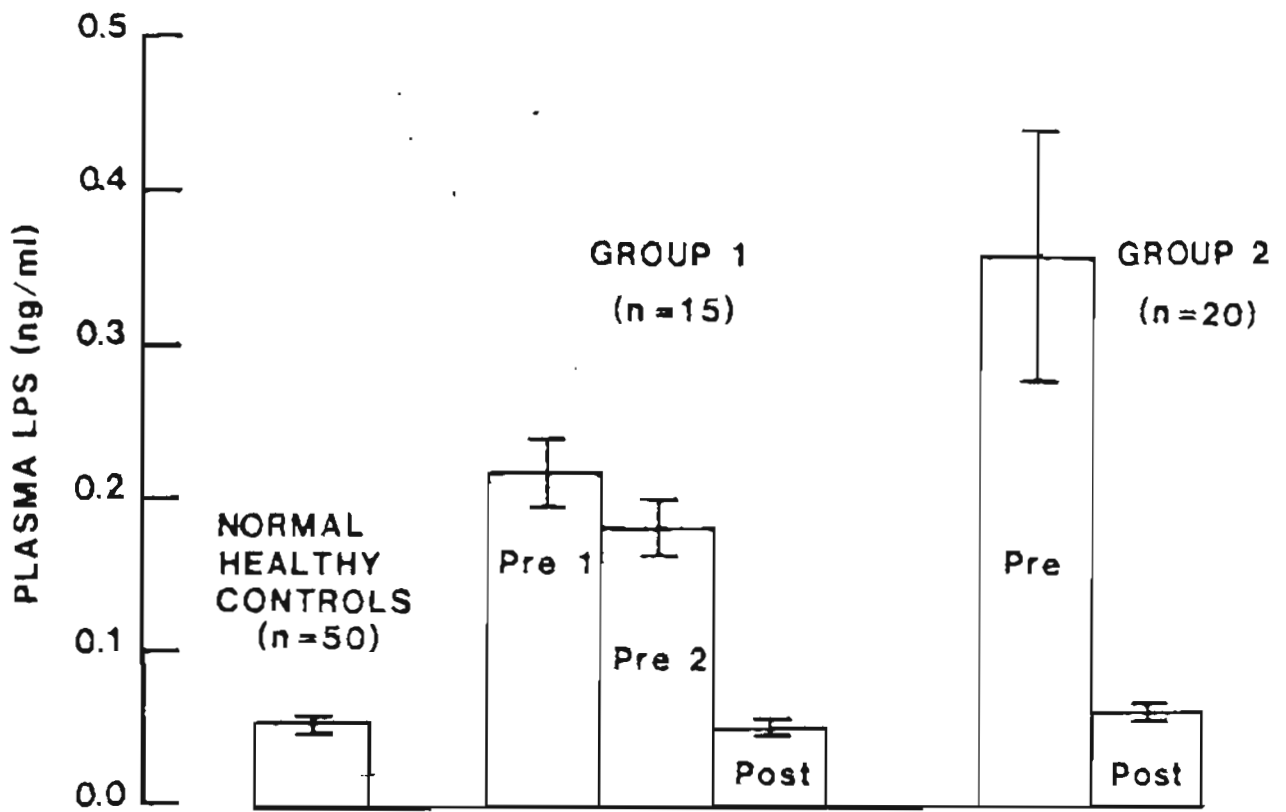 PLASMA LPS (ng/ml)
0.5
0.4
0.3
0.2
0.1
0.0
NORMAL
HEALTHY
CONTROLS
(n=50)
GROUP 1
(n=15)
Pre 1
Pre 2
Post
GROUP 2
(n=20)
Pre
Post